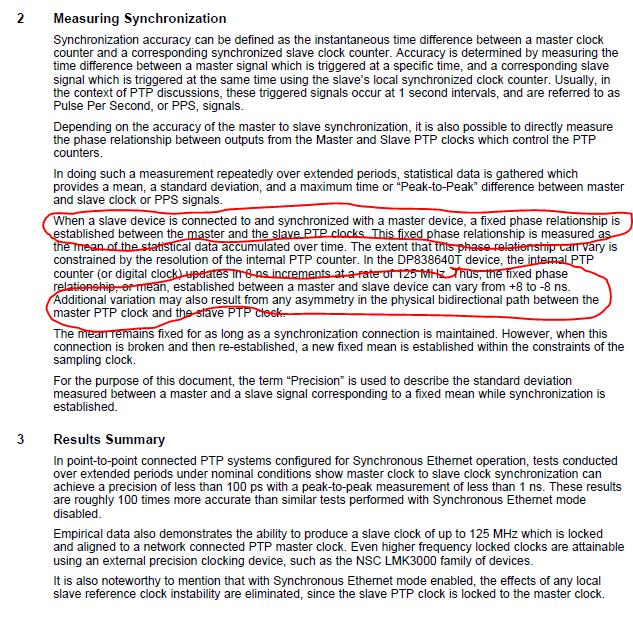 2 Measuring Synchronization
Synchronization accuracy can be defined as the instantaneous time difference between a master clock
counter and a corresponding synchronized slave clock counter. Accuracy is determined by measuring the
time difference between a master signal which is triggered at a specific time, and a corresponding slave
signal which is triggered at the same time using the slave's local synchronized clock counter. Usually, in
the context of PTP discussions, these triggered signals occur at 1 second intervals, and are referred to as
Pulse Per Second, or PPS, signals.
Depending on the accuracy of the master to slave synchronization, it is also possible to directly measure
the phase relationship between outputs from the Master and Slave PTP clocks which control the PTP
counters.
In doing such a measurement repeatedly over extended periods, statistical data is gathered which
provides a mean, a standard deviation, and a maximum time or "Peak-to-Peak" difference between master
and slave clock or PPS signals.
When a slave device is connected to and synchronized with a master device, a fixed phase relationship is
established between the master and the slave PTP clocks. This fixed phase relationship is measured as
the mean of the statistical data accumulated over time. The extent that this phase relationship can vary is
constrained by the resolution of the internal PTP counter. In the DP838640T device, the internal PTP
counter (or digital clock) updates in 8 ns increments at a rate of 125 MHz. Thus, the fixed phase
relationship, or mean, established between a master and slave device can vary from +8 to -8 ns.
Additional variation may also result from any asymmetry in the physical bidirectional path between the
master PTP clock and the slave PTP clock.
The mean remains fixed for as long as a synchronization connection is maintained. However, when this
connection is broken and then re-established, a new fixed mean is established within the constraints of the
sampling clock.
For the purpose of this document, the term "Precision" is used to describe the standard deviation
measured between a master and a slave signal corresponding to a fixed mean while synchronization is
established.
3 Results Summary
In point-to-point connected PTP systems configured for Synchronous Ethernet operation, tests conducted
over extended periods under nominal conditions show master clock to slave clock synchronization can
achieve a precision of less than 100 ps with a peak-to-peak measurement of less than 1 ns. These results
are roughly 100 times more accurate than similar tests performed with Synchronous Ethernet mode
disabled.
Empirical data also demonstrates the ability to produce a slave clock of up to 125 MHz which is locked
and aligned to a network connected PTP master clock. Even higher frequency locked clocks are attainable
using an external precision clocking device, such as the NSC LMK3000 family of devices.
It is also noteworthy to mention that with Synchronous Ethernet mode enabled, the effects of any local
slave reference clock instability are eliminated, since the slave PTP clock is locked to the master clock.